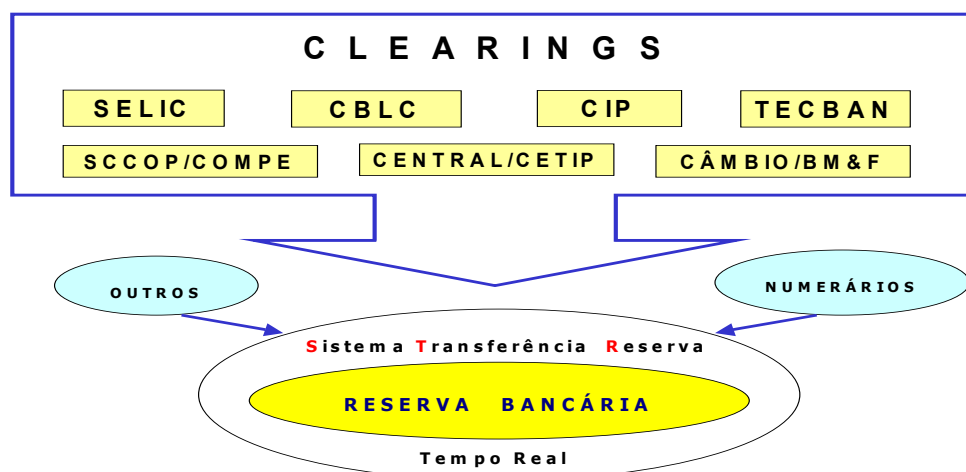 CLEARINGS
SELIC CBLC CIP TECBAN
SCCOP/COMPE CENTRAL/CETIP CÂMBIO/BM&F
OUTROS
NUMERÁRIOS
Sistema Transferência Reserva
RESERVA BANCÁRIA
Tempo Real